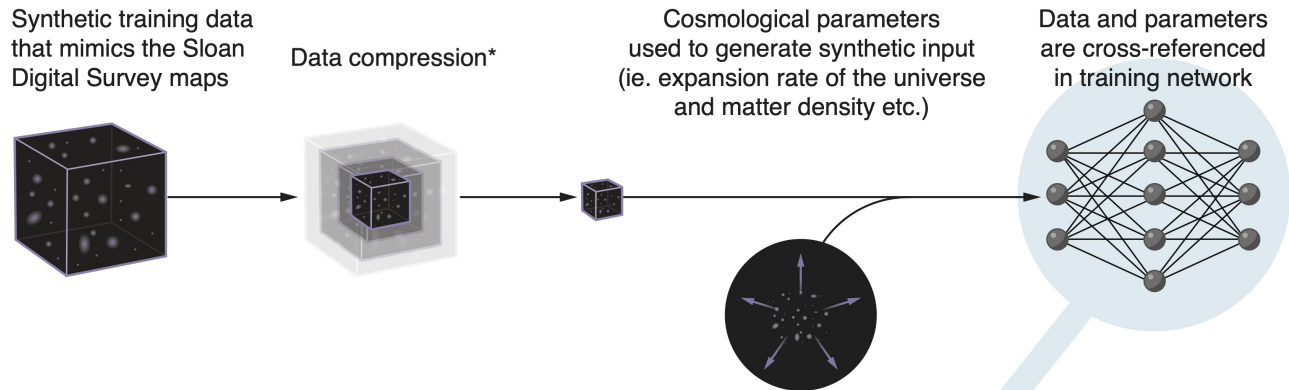 Synthetic training data
that mimics the Sloan
Digital Survey maps
Data compression*
Cosmological parameters
used to generate synthetic input
(ie. expansion rate of the universe
and matter density etc.)
Data and parameters
are cross-referenced
in training network